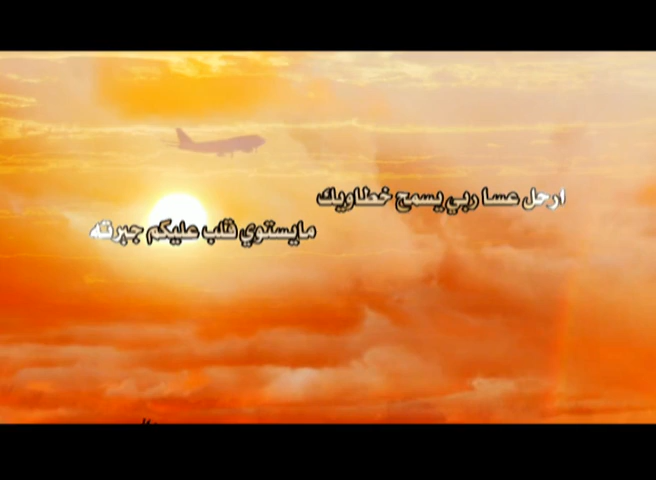 ارحل عسا ربي يسمح خطاويك
مايستوي قلب عليكم جبرته